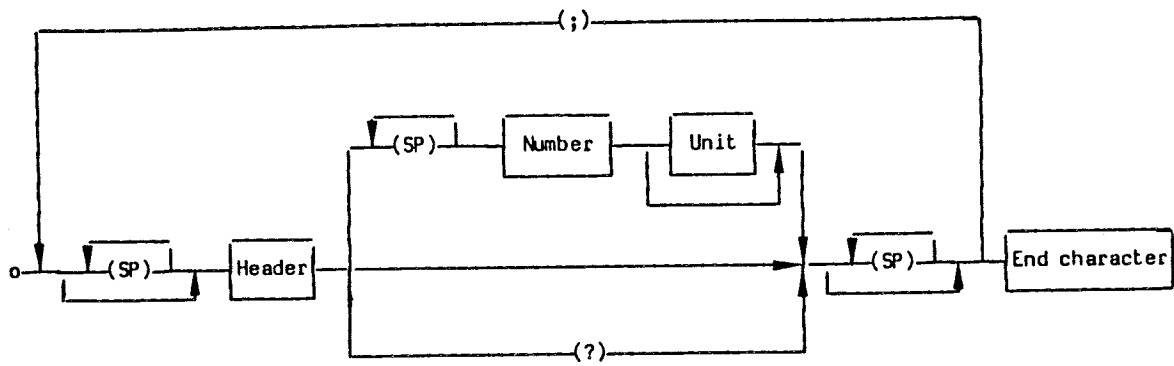 (;)
(SP) Number Unit
o (SP) Header (SP) End character
(?)